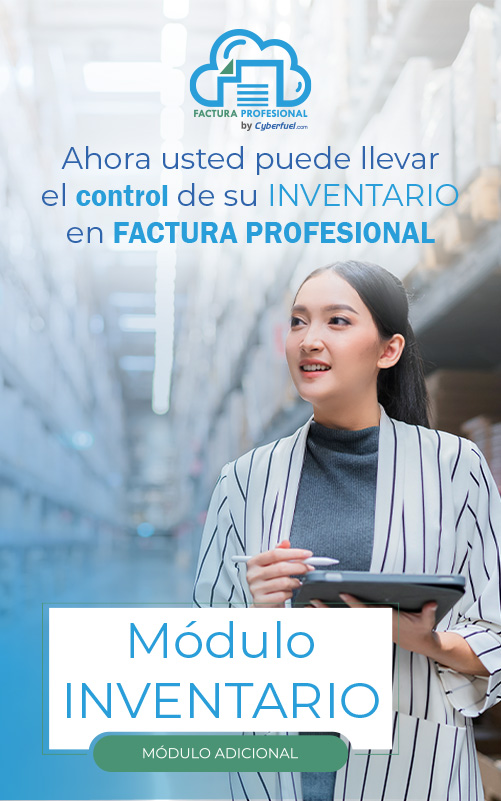 FACTURA PROFESIONAL
by Cyberfuel.com
Ahora usted puede llevar
el control de su INVENTARIO
en FACTURA PROFESIONAL
Módulo
INVENTARIO
MÓDULO ADICIONAL